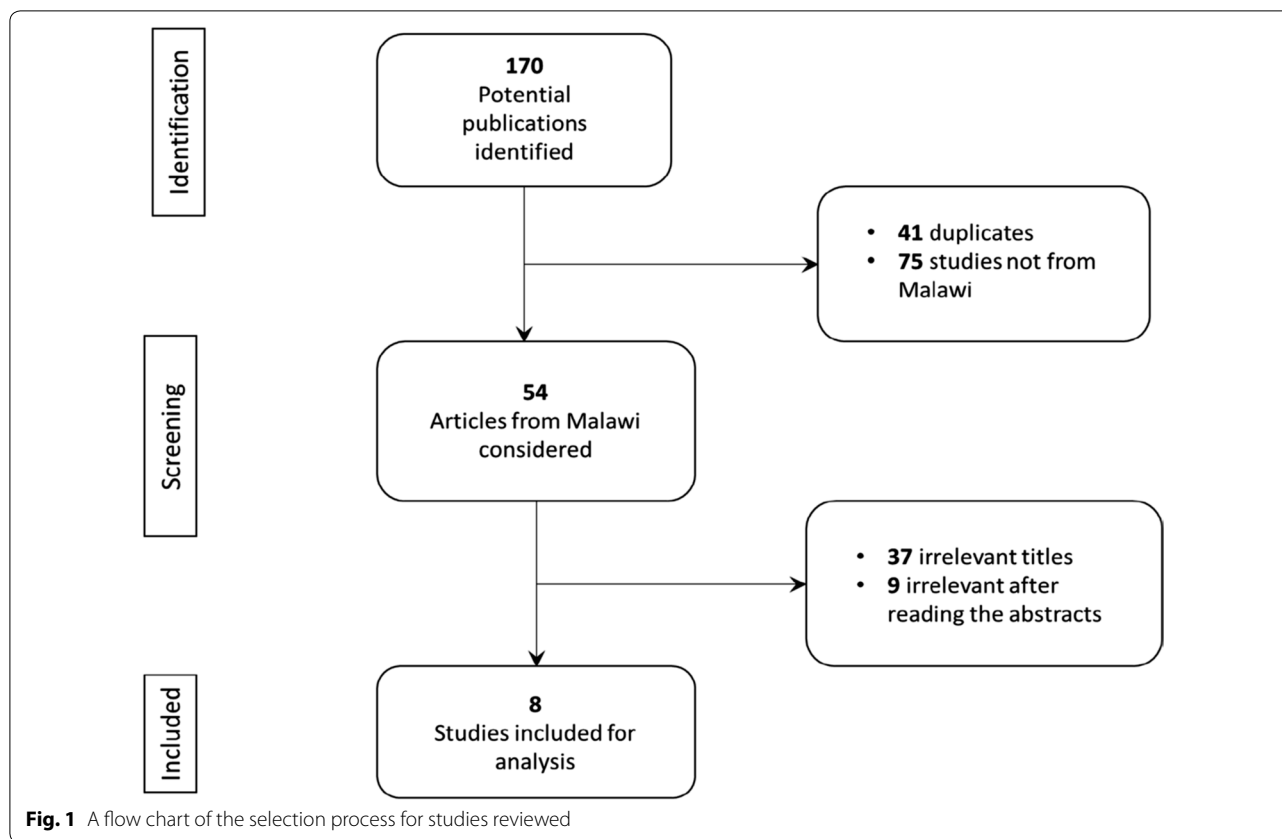 Identification
170
Potential
publications
identified
• 41 duplicates
• 75 studies not from
Malawi
Screening
54
Articles from Malawi
considered
• 37 irrelevant titles
• 9 irrelevant after
reading the abstracts
Included
8
Studies included for
analysis
Fig. 1 A flow chart of the selection process for studies reviewed